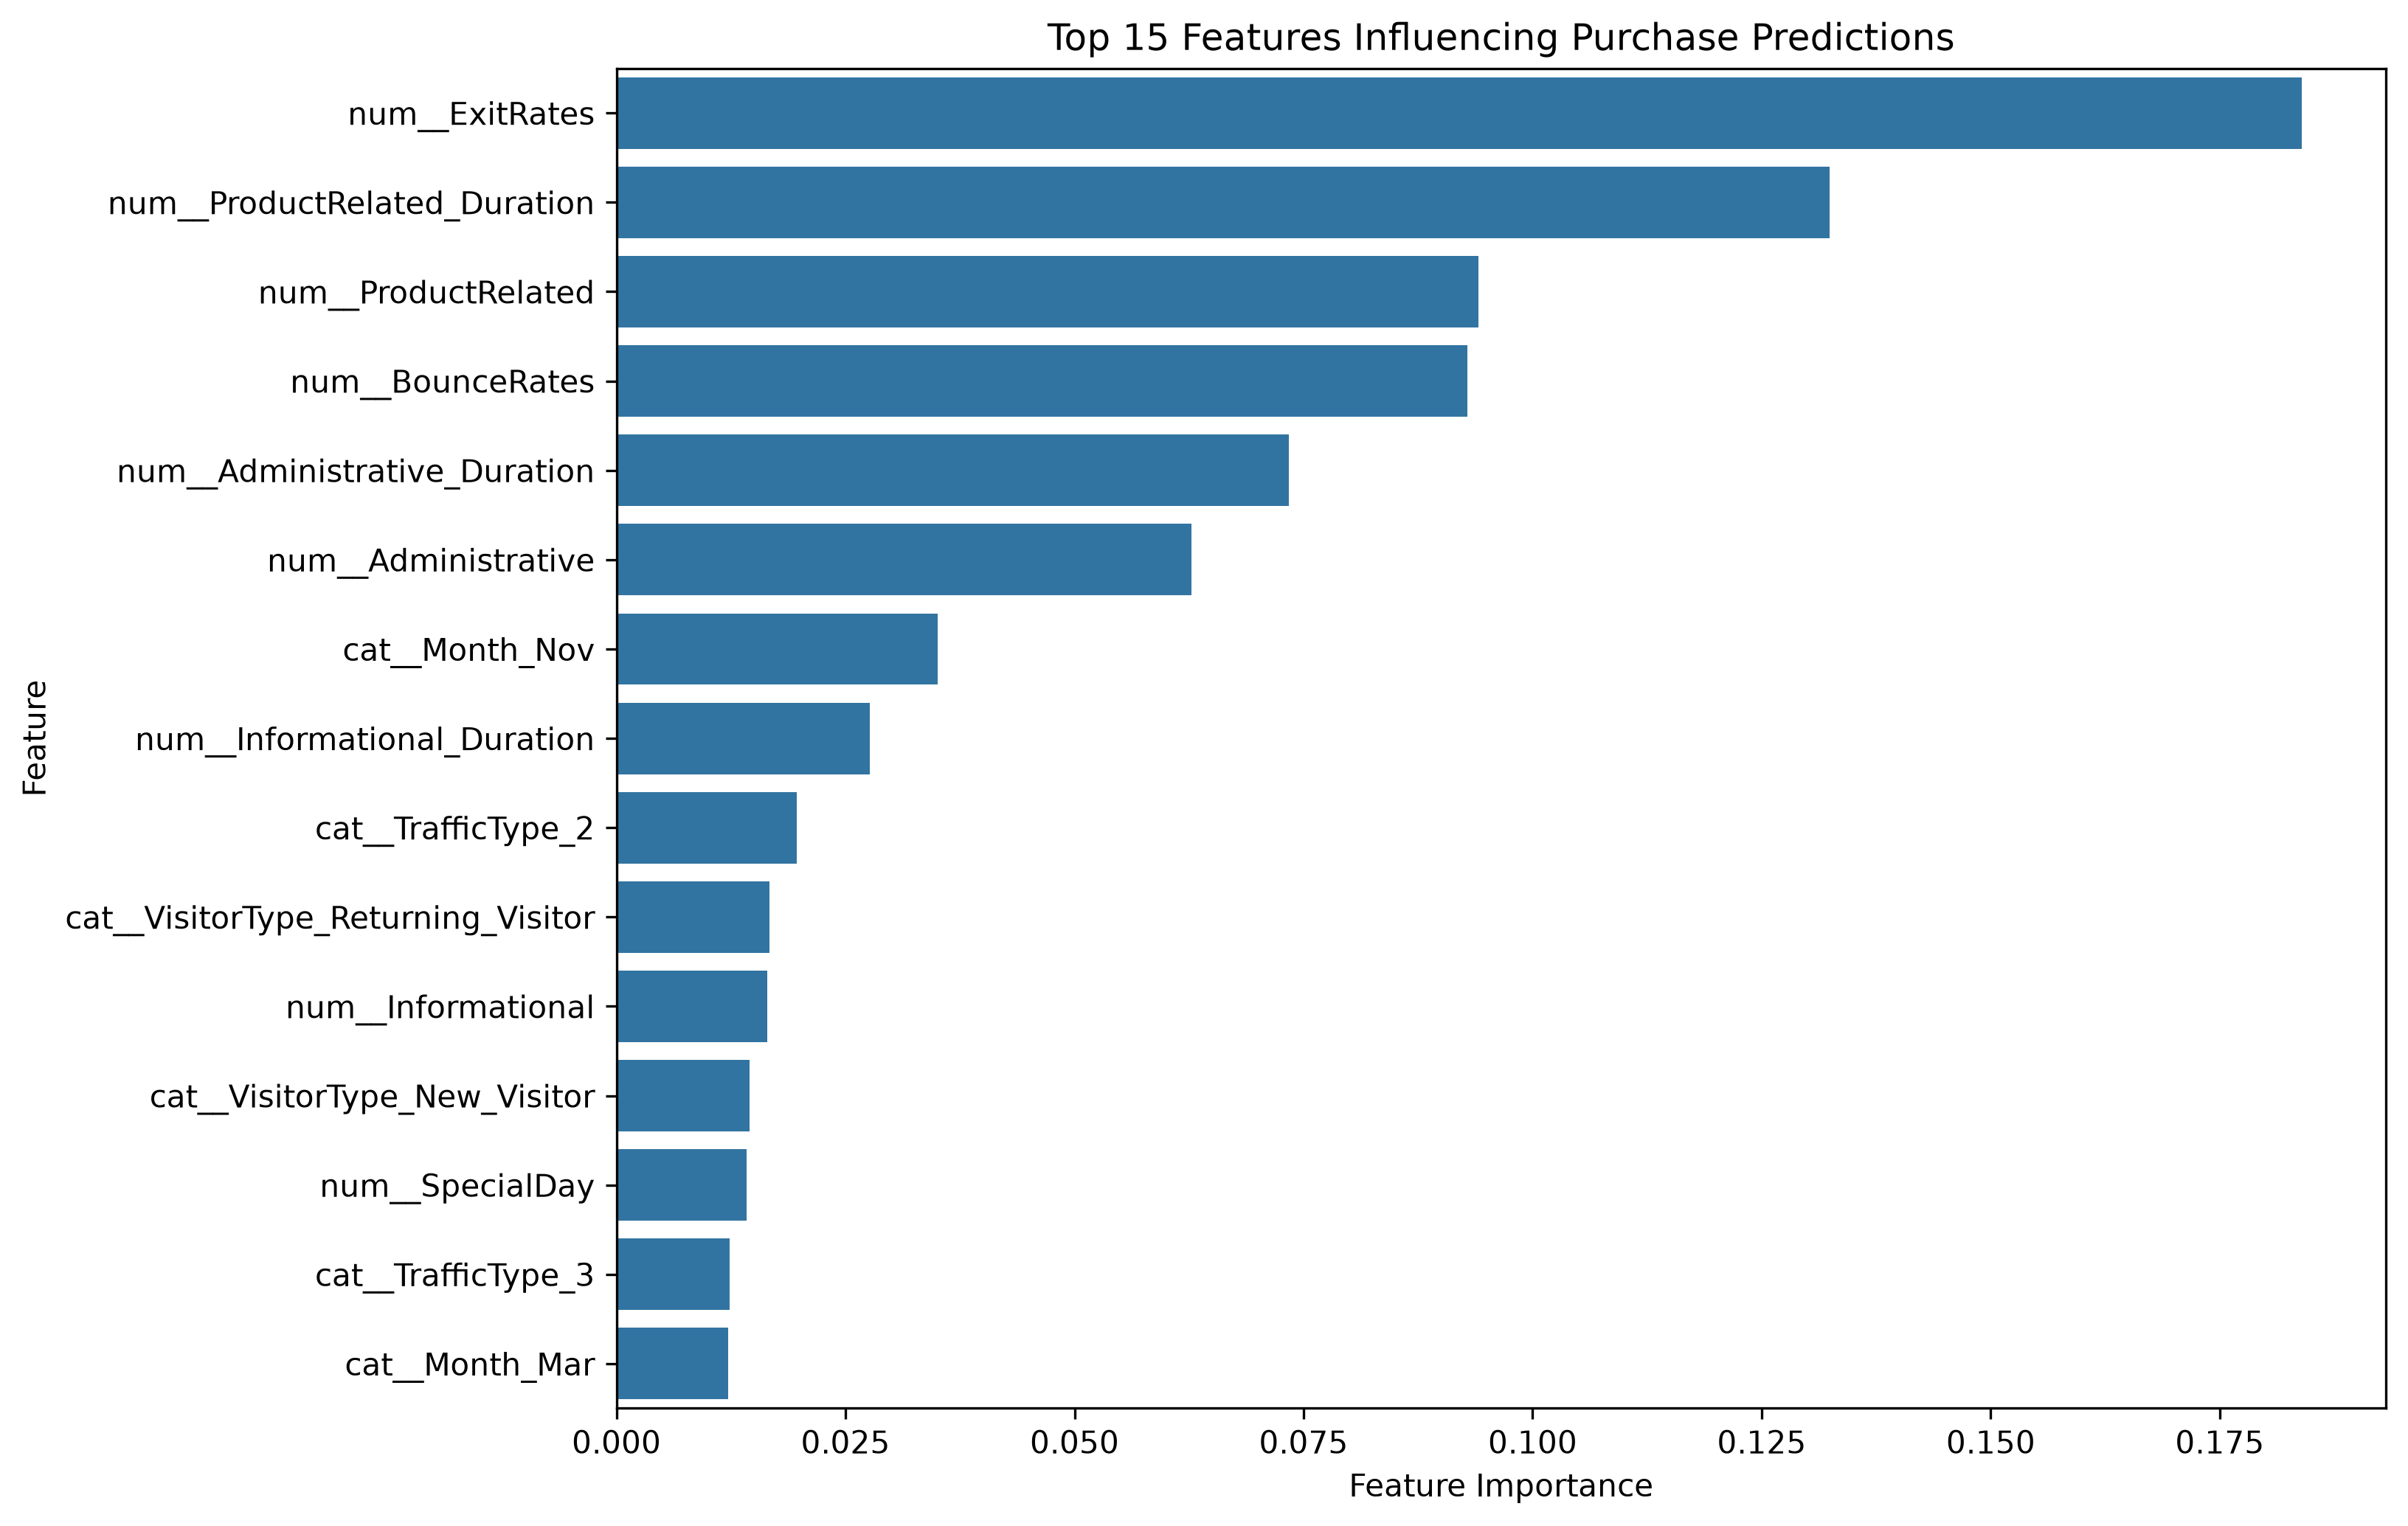 Top 15 Features Influencing Purchase Predictions
num__ExitRates
num__ProductRelated_Duration
num__ProductRelated
num__BounceRates
num__Administrative_Duration
num__Administrative
cat__Month_Nov
num__Informational_Duration
cat__TrafficType_2
cat__VisitorType_Returning_Visitor
num__Informational
cat__VisitorType_New_Visitor
num__SpecialDay
cat__TrafficType_3
cat__Month_Mar
Feature
0.000 0.025 0.050 0.075 0.100 0.125 0.150 0.175
Feature Importance